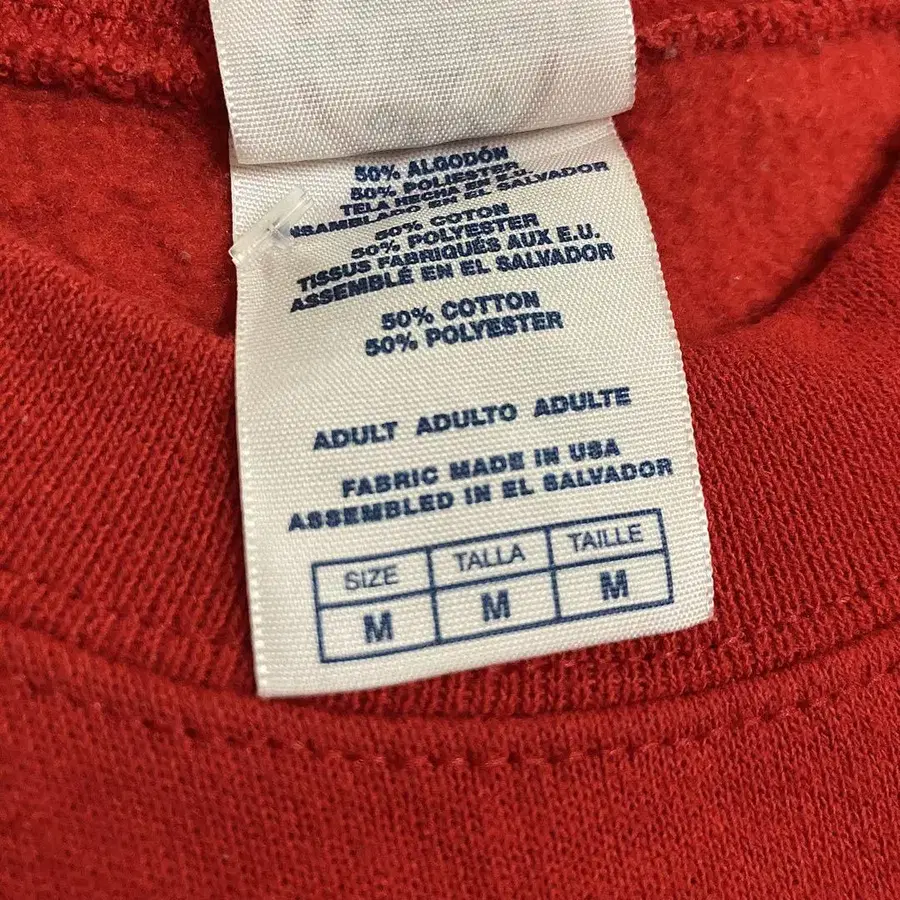 50% ALGODÓN
50% POLIESTER
TELA HECHA EN E.U.
ENSAMBLADO EN EL SALVADOR
50% COTON
50% POLYESTER
TISSUS FABRIQUÉS AUX E.U.
ASSEMBLÉ EN EL SALVADOR
50% COTTON
50% POLYESTER
ADULT ADULTO ADULTE
FABRIC MADE IN USA
ASSEMBLED IN EL SALVADOR
SIZE TALLA TAILLE
M M M